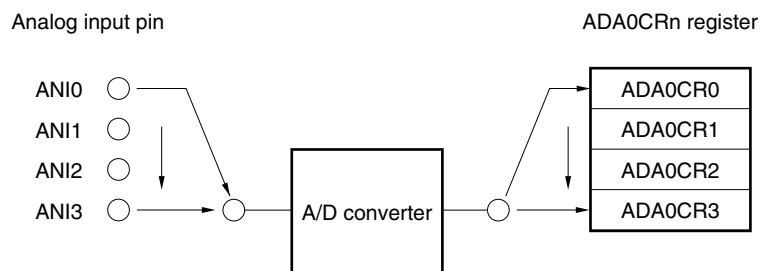 Analog input pin
ADA0CRn register
ANI0
ANI1
ANI2
ANI3
A/D converter
ADA0CR0
ADA0CR1
ADA0CR2
ADA0CR3